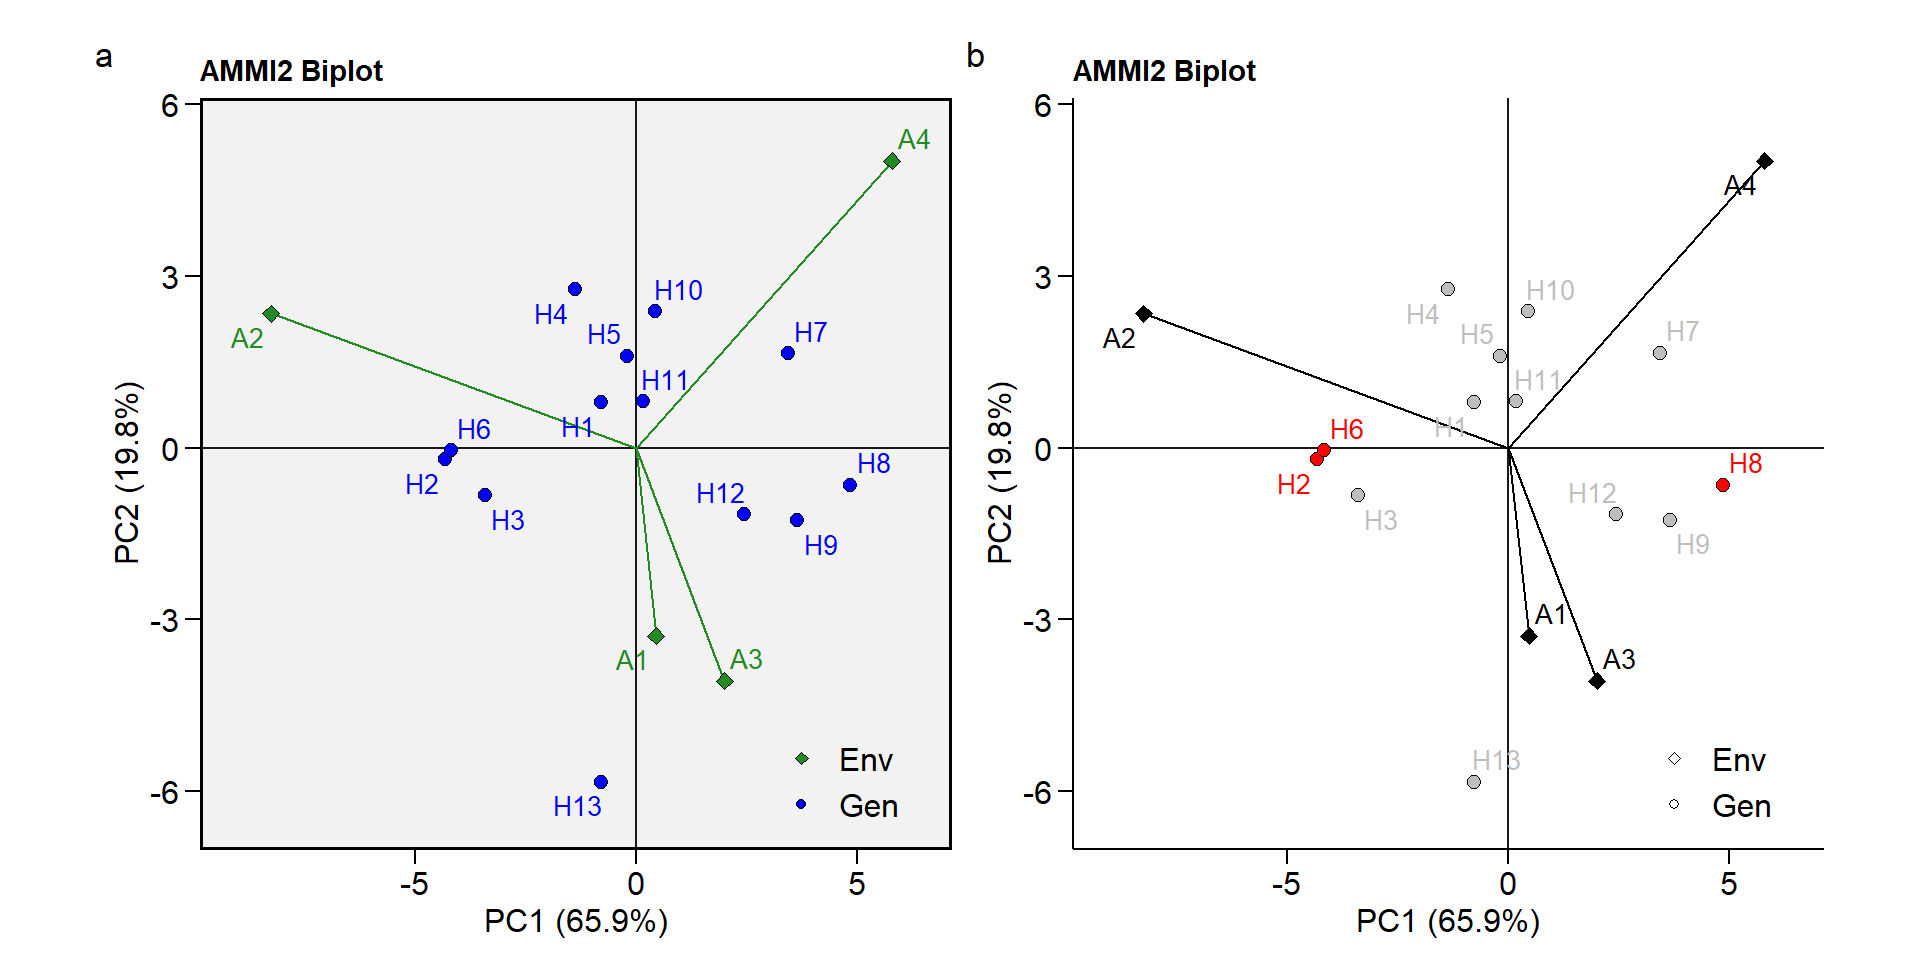 a
AMMI2 Biplot
6
3
0
-3
-6
PC2 (19.8%)
A4
A2
H4
H10
H5
H7
H11
H1
H6
H2
H3
H8
H12
H9
A1
A3
H13
Env
Gen
-5 0 5
PC1 (65.9%)
b
AMMI2 Biplot
6
3
0
-3
-6
PC2 (19.8%)
A4
A2
H4
H10
H5
H7
H11
H1
H6
H2
H3
H8
H12
H9
A1
A3
H13
Env
Gen
-5 0 5
PC1 (65.9%)